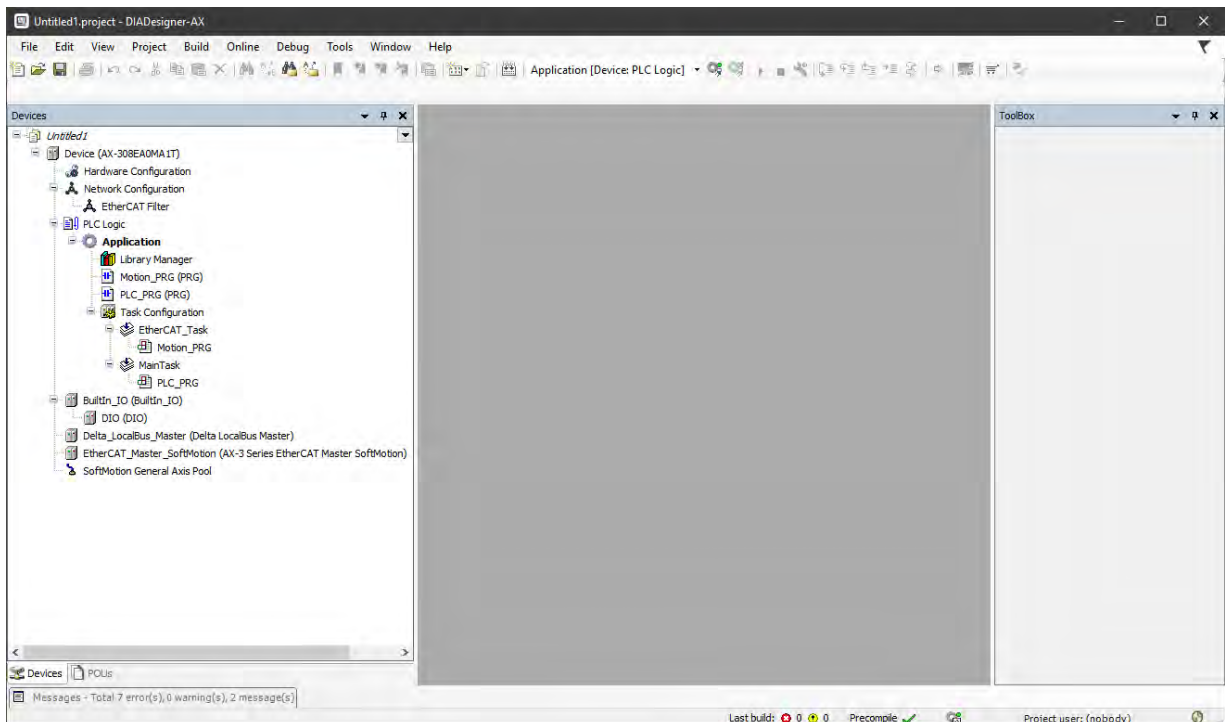 Untitled1.project - DIADesigner-AX
File Edit View Project Build Online Debug Tools Window Help
Application [Device: PLC Logic]
Devices
ToolBox
Untitled1
Device (AX-308EA0MA1T)
Hardware Configuration
Network Configuration
EtherCAT Filter
PLC Logic
Application
Library Manager
Motion_PRG (PRG)
PLC_PRG (PRG)
Task Configuration
EtherCAT_Task
Motion_PRG
MainTask
PLC_PRG
BuiltIn_IO (BuiltIn_IO)
DIO (DIO)
Delta_LocalBus_Master (Delta LocalBus Master)
EtherCAT_Master_SoftMotion (AX-3 Series EtherCAT Master SoftMotion)
SoftMotion General Axis Pool
Devices POUs
Messages - Total 7 error(s), 0 warning(s), 2 message(s)
Last build: 0 0 Precompile Project user: (nobody)